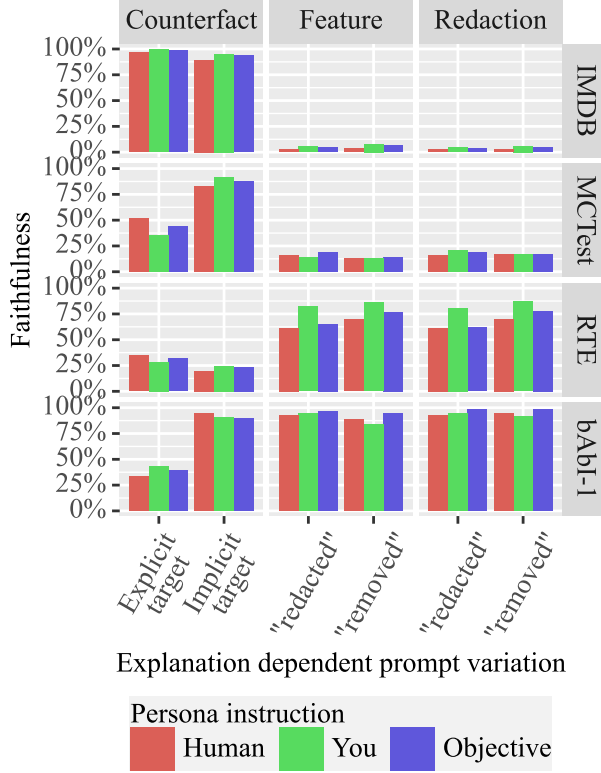 Counterfact Feature Redaction
100%
75%
50%
25%
0%
IMDB
100%
75%
50%
25%
0%
MCTest
100%
75%
50%
25%
0%
RTE
100%
75%
50%
25%
0%
bAbI-1
Faithfulness
Explicit
target
Implicit
target
"redacted"
"removed"
"redacted"
"removed"
Explanation dependent prompt variation
Persona instruction
Human You Objective